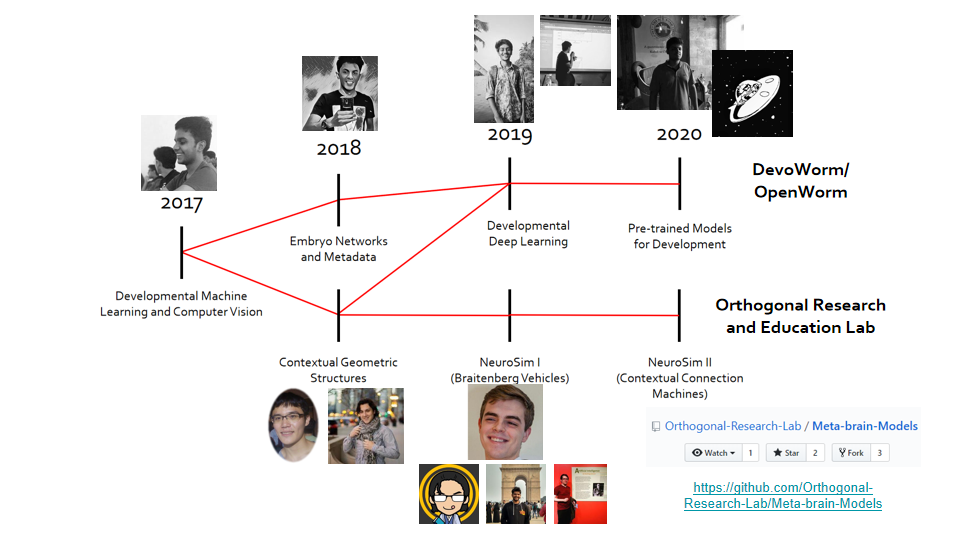 2017
2018
2019
2020
DevoWorm/
OpenWorm
Developmental Machine
Learning and Computer Vision
Embryo Networks
and Metadata
Developmental
Deep Learning
Pre-trained Models
for Development
Orthogonal Research
and Education Lab
Contextual Geometric
Structures
NeuroSim I
(Braitenberg Vehicles)
NeuroSim II
(Contextual Connection
Machines)
Orthogonal-Research-Lab / Meta-brain-Models
Watch 1 Star 2 Fork 3
https://github.com/Orthogonal-
Research-Lab/Meta-brain-Models